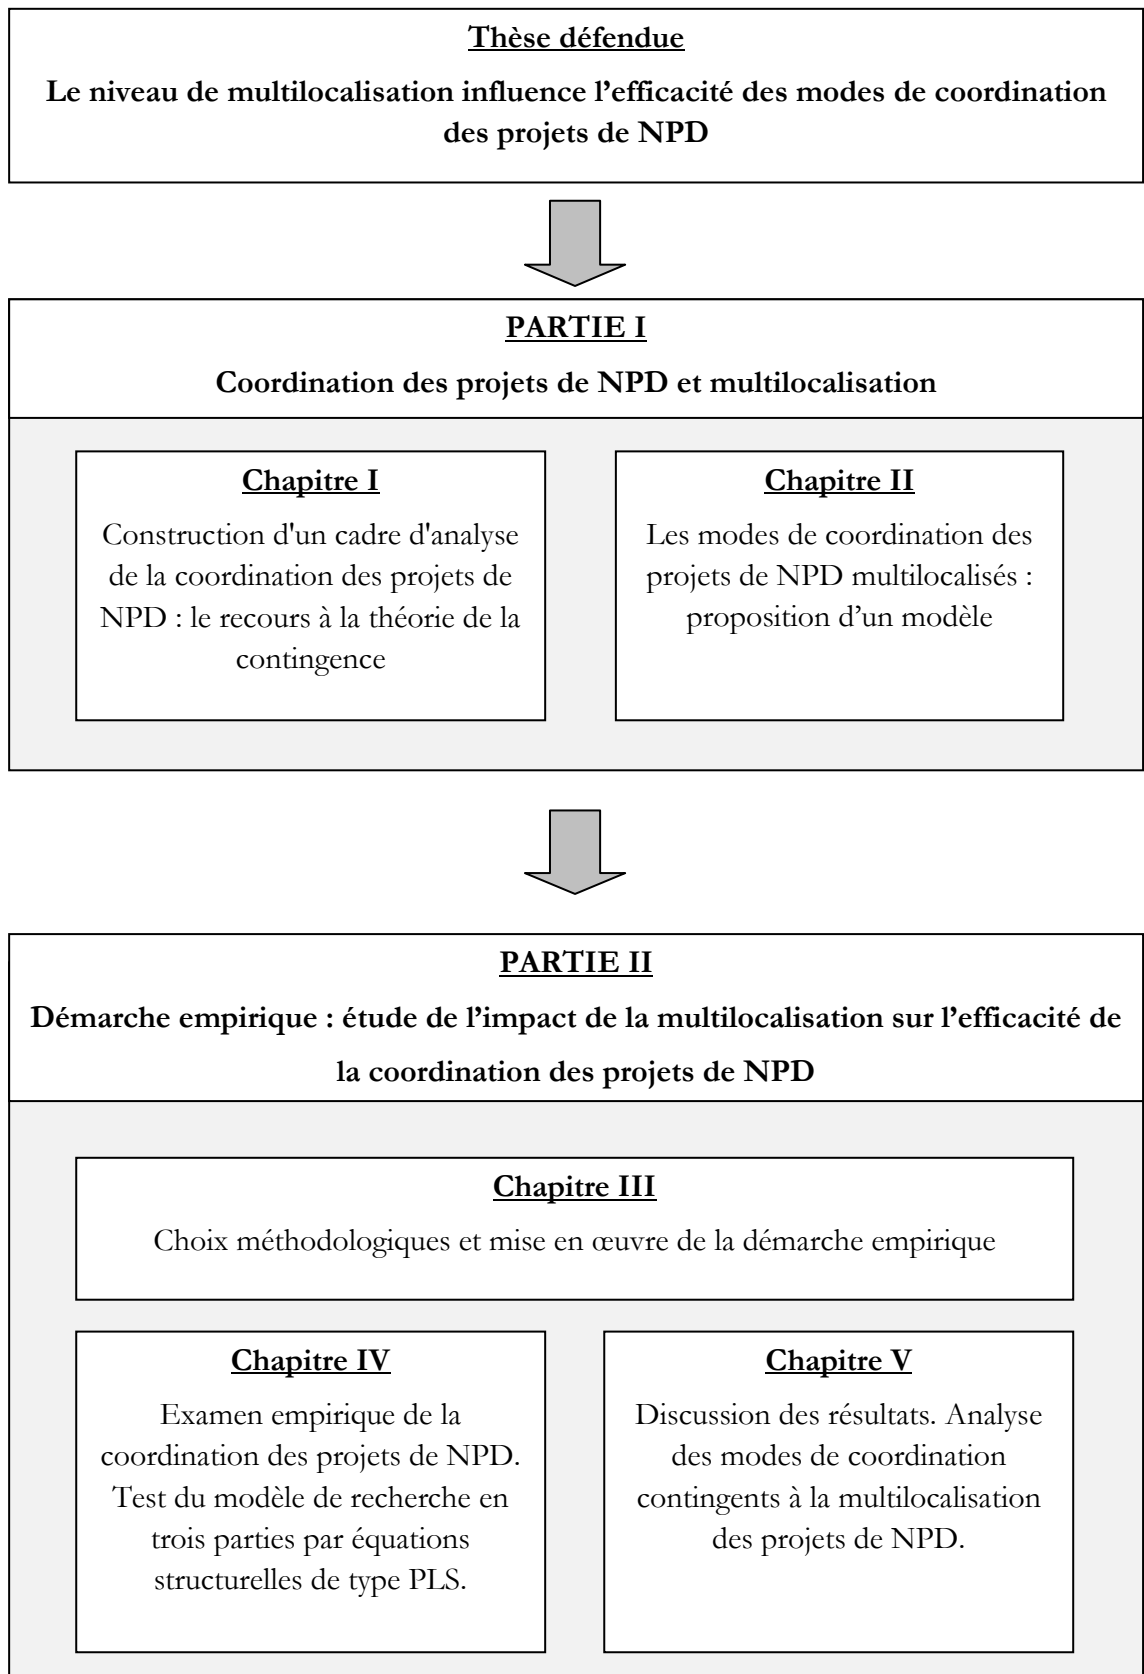 Thèse défendue
Le niveau de multilocalisation influence l’efficacité des modes de coordination
des projets de NPD
PARTIE I
Coordination des projets de NPD et multilocalisation
Chapitre I
Construction d'un cadre d'analyse
de la coordination des projets de
NPD : le recours à la théorie de la
contingence
Chapitre II
Les modes de coordination des
projets de NPD multilocalisés :
proposition d’un modèle
PARTIE II
Démarche empirique : étude de l’impact de la multilocalisation sur l’efficacité de
la coordination des projets de NPD
Chapitre III
Choix méthodologiques et mise en œuvre de la démarche empirique
Chapitre IV
Examen empirique de la
coordination des projets de NPD.
Test du modèle de recherche en
trois parties par équations
structurelles de type PLS.
Chapitre V
Discussion des résultats. Analyse
des modes de coordination
contingents à la multilocalisation
des projets de NPD.